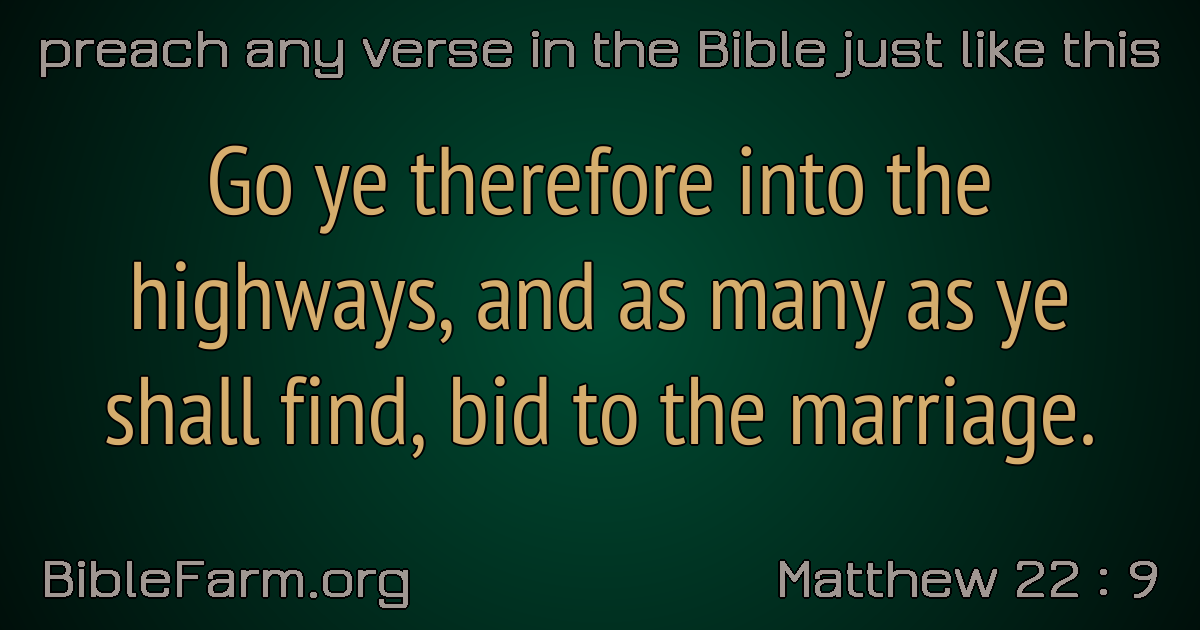 preach any verse in the Bible just like this
Go ye therefore into the
highways, and as many as ye
shall find, bid to the marriage.
BibleFarm.org
Matthew 22 : 9